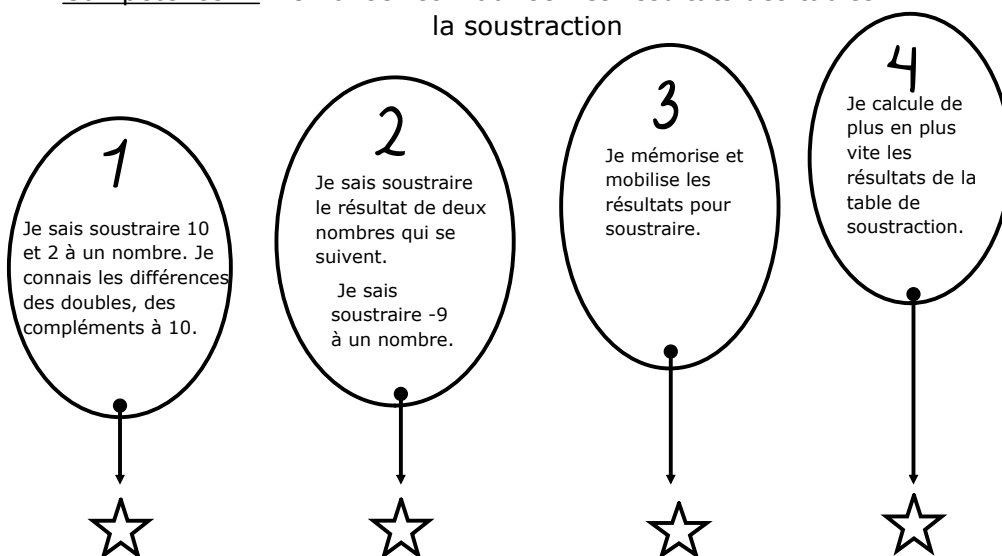 la soustraction
1
Je sais soustraire 10
et 2 à un nombre. Je
connais les différences
des doubles, des
compléments à 10.
2
Je sais soustraire
le résultat de deux
nombres qui se
suivent.
Je sais
soustraire -9
à un nombre.
3
Je mémorise et
mobilise les
résultats pour
soustraire.
4
Je calcule de
plus en plus
vite les
résultats de la
table de
soustraction.